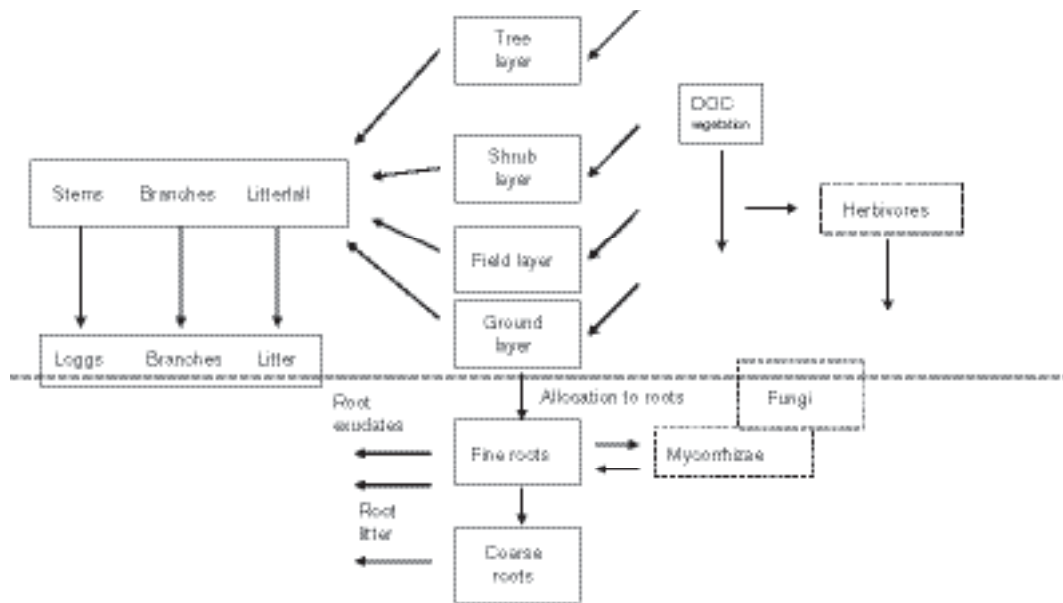 Tree
layer
DOC
vegetation
Shrub
layer
Stems Branches Litterfall
Herbivores
Field layer
Ground
layer
Loggs Branches Litter
Allocation to roots
Fungi
Root
exudates
Fine roots
Mycorrhizae
Root
litter
Coarse
roots